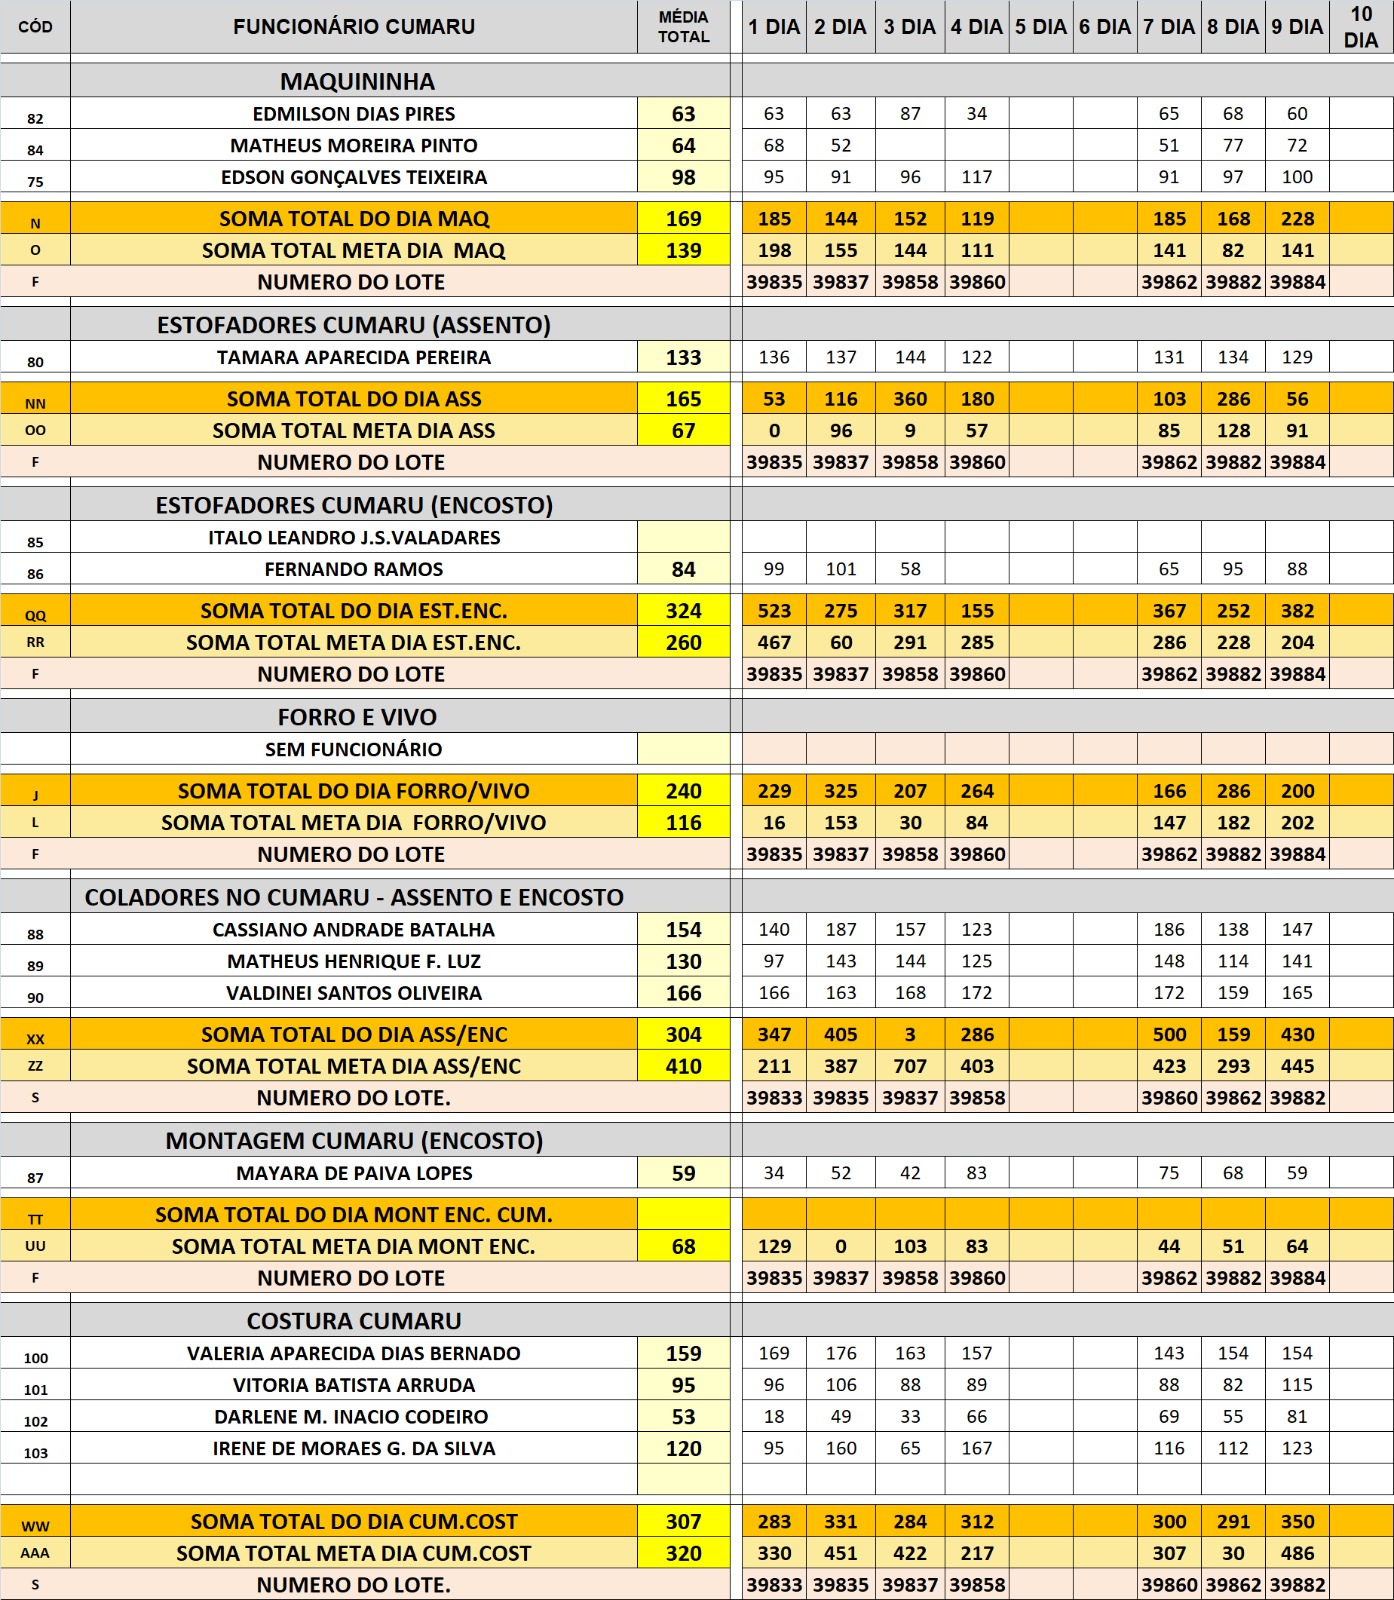 CÓD FUNCIONÁRIO CUMARU MÉDIA TOTAL 1 DIA 2 DIA 3 DIA 4 DIA 5 DIA 6 DIA 7 DIA 8 DIA 9 DIA 10 DIA
MAQUININHA
82 EDMILSON DIAS PIRES 63 63 63 87 34 65 68 60
84 MATHEUS MOREIRA PINTO 64 68 52 51 77 72
75 EDSON GONÇALVES TEIXEIRA 98 95 91 96 117 91 97 100
N SOMA TOTAL DO DIA MAQ 169 185 144 152 119 185 168 228
O SOMA TOTAL META DIA MAQ 139 198 155 144 111 141 82 141
F NUMERO DO LOTE 39835 39837 39858 39860 39862 39882 39884
ESTOFADORES CUMARU (ASSENTO)
80 TAMARA APARECIDA PEREIRA 133 136 137 144 122 131 134 129
NN SOMA TOTAL DO DIA ASS 165 53 116 360 180 103 286 56
OO SOMA TOTAL META DIA ASS 67 0 96 9 57 85 128 91
F NUMERO DO LOTE 39835 39837 39858 39860 39862 39882 39884
ESTOFADORES CUMARU (ENCOSTO)
85 ITALO LEANDRO J.S.VALADARES
86 FERNANDO RAMOS 84 99 101 58 65 95 88
QQ SOMA TOTAL DO DIA EST.ENC. 324 523 275 317 155 367 252 382
RR SOMA TOTAL META DIA EST.ENC. 260 467 60 291 285 286 228 204
F NUMERO DO LOTE 39835 39837 39858 39860 39862 39882 39884
FORRO E VIVO
SEM FUNCIONÁRIO
J SOMA TOTAL DO DIA FORRO/VIVO 240 229 325 207 264 166 286 200
L SOMA TOTAL META DIA FORRO/VIVO 116 16 153 30 84 147 182 202
F NUMERO DO LOTE 39835 39837 39858 39860 39862 39882 39884
COLADORES NO CUMARU - ASSENTO E ENCOSTO
88 CASSIANO ANDRADE BATALHA 154 140 187 157 123 186 138 147
89 MATHEUS HENRIQUE F. LUZ 130 97 143 144 125 148 114 141
90 VALDINEI SANTOS OLIVEIRA 166 166 163 168 172 172 159 165
XX SOMA TOTAL DO DIA ASS/ENC 304 347 405 3 286 500 159 430
ZZ SOMA TOTAL META DIA ASS/ENC 410 211 387 707 403 423 293 445
S NUMERO DO LOTE. 39833 39835 39837 39858 39860 39862 39882
MONTAGEM CUMARU (ENCOSTO)
87 MAYARA DE PAIVA LOPES 59 34 52 42 83 75 68 59
TT SOMA TOTAL DO DIA MONT ENC. CUM.
UU SOMA TOTAL META DIA MONT ENC. 68 129 0 103 83 44 51 64
F NUMERO DO LOTE 39835 39837 39858 39860 39862 39882 39884
COSTURA CUMARU
100 VALERIA APARECIDA DIAS BERNADO 159 169 176 163 157 143 154 154
101 VITORIA BATISTA ARRUDA 95 96 106 88 89 88 82 115
102 DARLENE M. INACIO CODEIRO 53 18 49 33 66 69 55 81
103 IRENE DE MORAES G. DA SILVA 120 95 160 65 167 116 112 123
WW SOMA TOTAL DO DIA CUM.COST 307 283 331 284 312 300 291 350
AAA SOMA TOTAL META DIA CUM.COST 320 330 451 422 217 307 30 486
S NUMERO DO LOTE. 39833 39835 39837 39858 39860 39862 39882